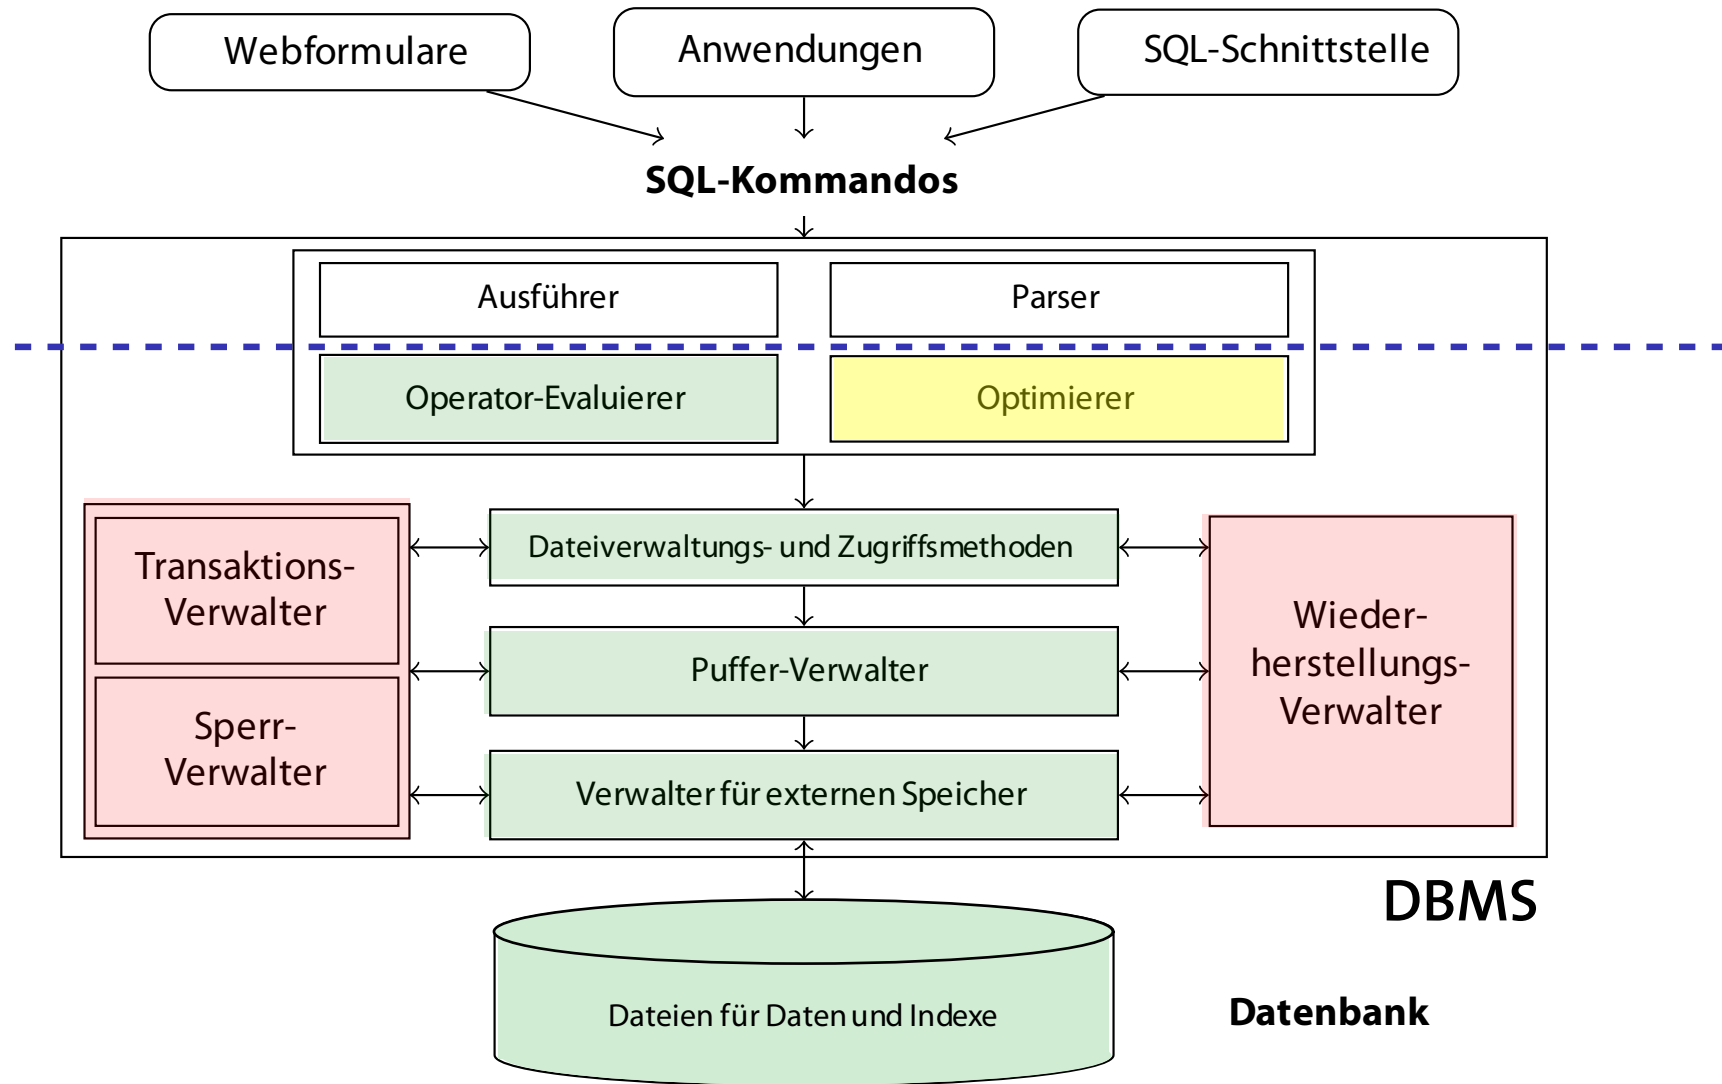 Webformulare
Anwendungen
SQL-Schnittstelle
SQL-Kommandos
Ausführer
Parser
Operator-Evaluierer
Optimierer
Transaktions-
Verwalter
Sperr-
Verwalter
Dateiverwaltungs- und Zugriffsmethoden
Puffer-Verwalter
Verwalter für externen Speicher
Wieder-
herstellungs-
Verwalter
DBMS
Dateien für Daten und Indexe
Datenbank